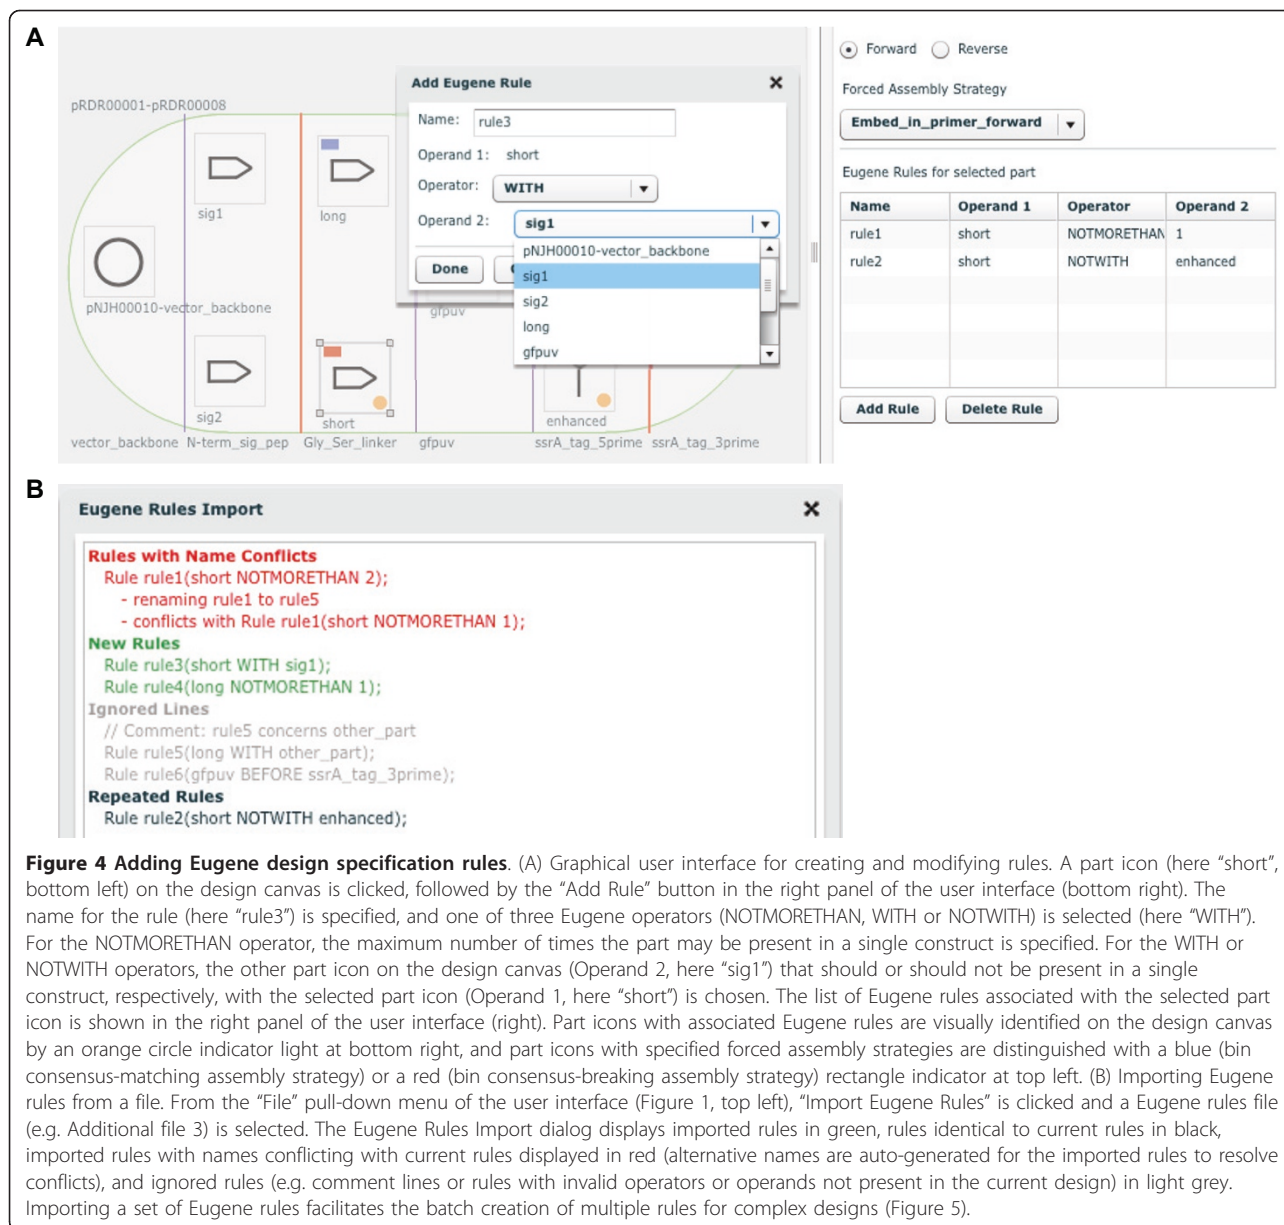 A
pRDR00001-pRDR00008
sig1
long
pNJH00010-vector_backbone
gfpuv
sig2
short
enhanced
vector_backbone N-term_sig_pep Gly_Ser_linker gfpuv ssrA_tag_5prime ssrA_tag_3prime
Add Eugene Rule
Name: rule3
Operand 1: short
Operator: WITH
Operand 2: sig1
Done
pNJH00010-vector_backbone
sig1
sig2
long
gfpuv
Forward Reverse
Forced Assembly Strategy
Embed_in_primer_forward
Eugene Rules for selected part
Name Operand 1 Operator Operand 2
rule1 short NOTMORETHAN 1
rule2 short NOTWITH enhanced
Add Rule Delete Rule
B
Eugene Rules Import
Rules with Name Conflicts
Rule rule1(short NOTMORETHAN 2);
- renaming rule1 to rule5
- conflicts with Rule rule1(short NOTMORETHAN 1);
New Rules
Rule rule3(short WITH sig1);
Rule rule4(long NOTMORETHAN 1);
Ignored Lines
// Comment: rule5 concerns other_part
Rule rule5(long WITH other_part);
Rule rule6(gfpuv BEFORE ssrA_tag_3prime);
Repeated Rules
Rule rule2(short NOTWITH enhanced);
Figure 4 Adding Eugene design specification rules. (A) Graphical user interface for creating and modifying rules. A part icon (here “short”,
bottom left) on the design canvas is clicked, followed by the “Add Rule” button in the right panel of the user interface (bottom right). The
name for the rule (here “rule3”) is specified, and one of three Eugene operators (NOTMORETHAN, WITH or NOTWITH) is selected (here “WITH”).
For the NOTMORETHAN operator, the maximum number of times the part may be present in a single construct is specified. For the WITH or
NOTWITH operators, the other part icon on the design canvas (Operand 2, here “sig1”) that should or should not be present in a single
construct, respectively, with the selected part icon (Operand 1, here “short”) is chosen. The list of Eugene rules associated with the selected part
icon is shown in the right panel of the user interface (right). Part icons with associated Eugene rules are visually identified on the design canvas
by an orange circle indicator light at bottom right, and part icons with specified forced assembly strategies are distinguished with a blue (bin
consensus-matching assembly strategy) or a red (bin consensus-breaking assembly strategy) rectangle indicator at top left. (B) Importing Eugene
rules from a file. From the “File” pull-down menu of the user interface (Figure 1, top left), “Import Eugene Rules” is clicked and a Eugene rules file
(e.g. Additional file 3) is selected. The Eugene Rules Import dialog displays imported rules in green, rules identical to current rules in black,
imported rules with names conflicting with current rules displayed in red (alternative names are auto-generated for the imported rules to resolve
conflicts), and ignored rules (e.g. comment lines or rules with invalid operators or operands not present in the current design) in light grey.
Importing a set of Eugene rules facilitates the batch creation of multiple rules for complex designs (Figure 5).